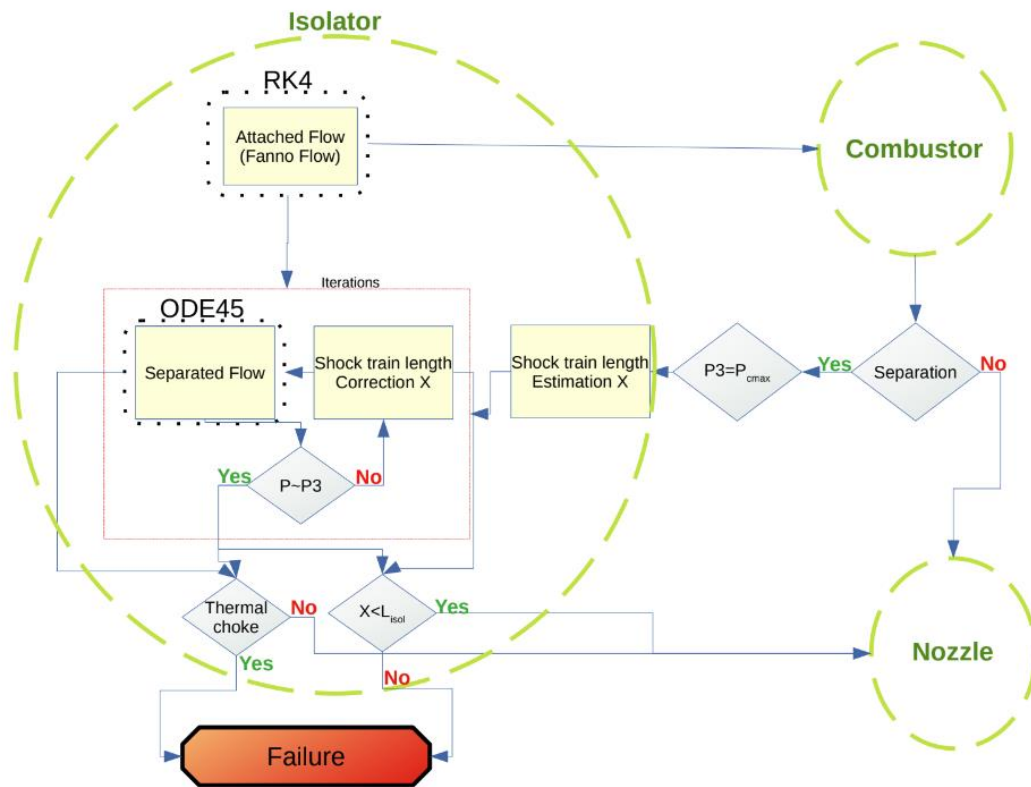 Isolator
RK4
Attached Flow
(Fanno Flow)
Combustor
Iterations
ODE45
Separated Flow
Shock train length
Correction X
Shock train length
Estimation X
P3=Pcmax
Yes
Separation
No
Yes
P~P3
No
Thermal
choke
No
X<Lisol
Yes
Yes
No
Nozzle
Failure